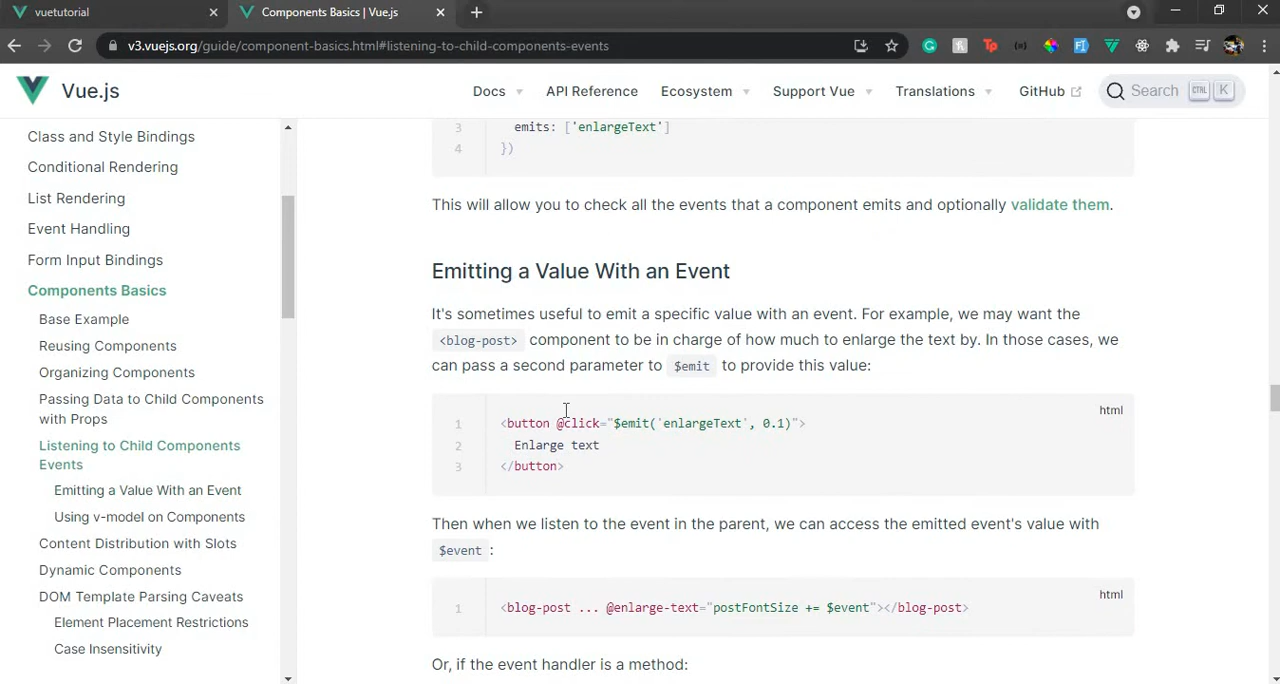 vuetutorial
Components Basics | Vue.js
v3.vuejs.org/guide/component-basics.html#listening-to-child-components-events
Vue.js
Docs
API Reference
Ecosystem
Support Vue
Translations
GitHub
Search
CTRL
K
Class and Style Bindings
Conditional Rendering
List Rendering
Event Handling
Form Input Bindings
Components Basics
Base Example
Reusing Components
Organizing Components
Passing Data to Child Components
with Props
Listening to Child Components
Events
Emitting a Value With an Event
Using v-model on Components
Content Distribution with Slots
Dynamic Components
DOM Template Parsing Caveats
Element Placement Restrictions
Case Insensitivity
3 emits: ['enlargeText']
4 })
This will allow you to check all the events that a component emits and optionally validate them.
Emitting a Value With an Event
It's sometimes useful to emit a specific value with an event. For example, we may want the
<blog-post> component to be in charge of how much to enlarge the text by. In those cases, we
can pass a second parameter to $emit to provide this value:
html
1 <button @click="$emit('enlargeText', 0.1)">
2 Enlarge text
3 </button>
Then when we listen to the event in the parent, we can access the emitted event's value with
$event :
html
1 <blog-post ... @enlarge-text="postFontSize += $event"></blog-post>
Or, if the event handler is a method: